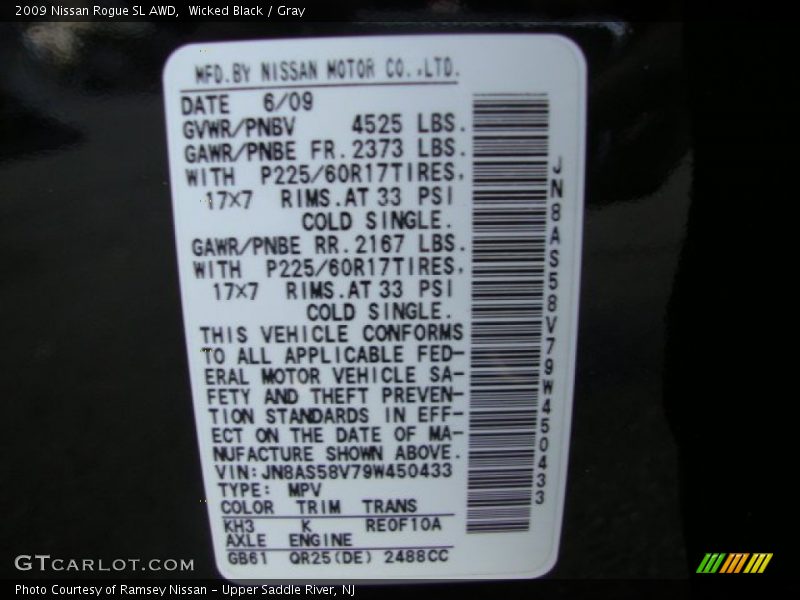 2009 Nissan Rogue SL AWD,  Wicked Black / Gray
MFD.BY NISSAN MOTOR CO.,LTD.
DATE 6/09
GVWR/PNBV 4525 LBS.
GAWR/PNBE FR. 2373 LBS.
WITH P225/60R17TIRES,
17×7 RIMS.AT 33 PSI
COLD SINGLE.
GAWR/PNBE RR. 2167 LBS.
WITH P225/60R17TIRES,
17×7 RIMS.AT 33 PSI
COLD SINGLE.
THIS VEHICLE CONFORMS
TO ALL APPLICABLE FED-
ERAL MOTOR VEHICLE SA-
FETY AND THEFT PREVEN-
TION STANDARDS IN EFF-
ECT ON THE DATE OF MA-
NUFACTURE SHOWN ABOVE.
VIN:JN8AS58V79W450433
TYPE: MPV
COLOR TRIM TRANS
KH3 K RE0F10A
AXLE ENGINE
GB61 QR25(DE) 2488CC
JN8AS58V79W450433
GTCARLOT.COM
Photo Courtesy of Ramsey Nissan - Upper Saddle River, NJ